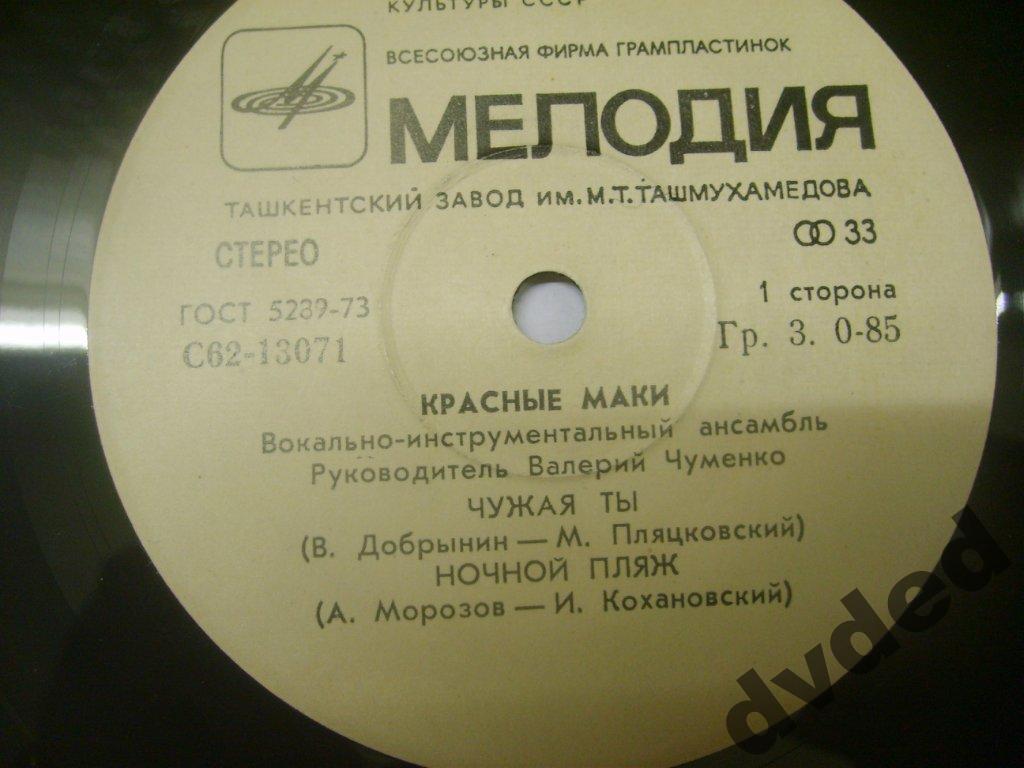 КУЛЬТУРЫ СССР
ВСЕСОЮЗНАЯ ФИРМА ГРАМПЛАСТИНОК
МЕЛОДИЯ
ТАШКЕНТСКИЙ ЗАВОД ИМ. М.Т. ТАШМУХАМЕДОВА
СТЕРЕО
33
ГОСТ 5289-73
1 сторона
С62-13071
Гр. 3. 0-85
КРАСНЫЕ МАКИ
Вокально-инструментальный ансамбль
Руководитель Валерий Чуменко
ЧУЖАЯ ТЫ
(В. Добрынин — М. Пляцковский)
НОЧНОЙ ПЛЯЖ
(А. Морозов — И. Кохановский)
dvded